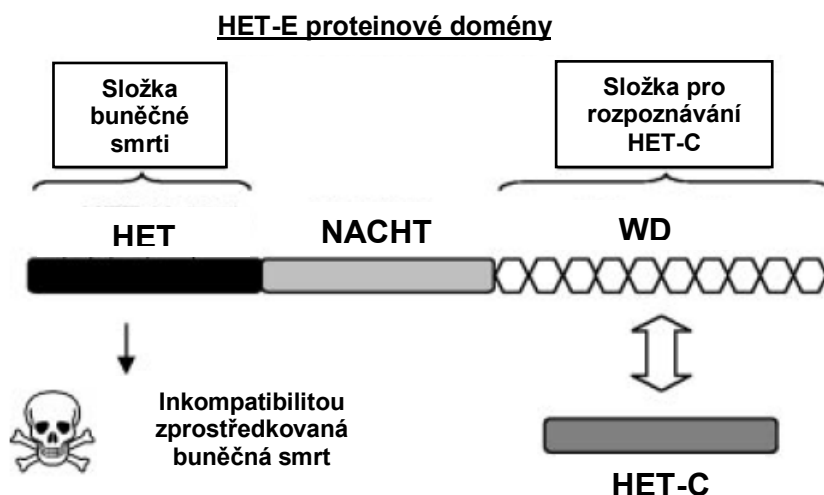 HET-E proteinové domény
Složka
buněčné
smrti
Složka pro
rozpoznávání
HET-C
HET
NACHT
WD
Inkompatibilitou
zprostředkovaná
buněčná smrt
HET-C